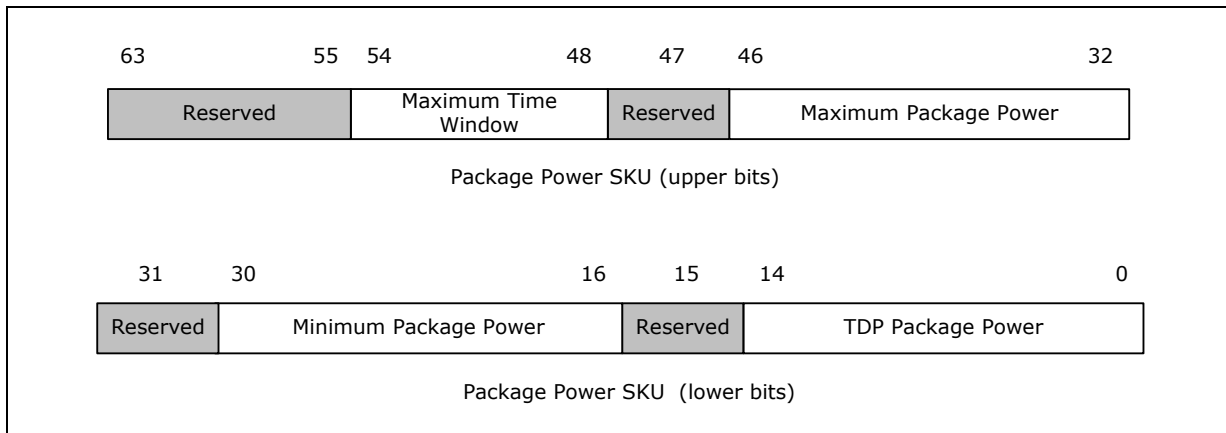 63 55 54 48 47 46 32
Reserved Maximum Time Window Reserved Maximum Package Power
Package Power SKU (upper bits)
31 30 16 15 14 0
Reserved Minimum Package Power Reserved TDP Package Power
Package Power SKU (lower bits)